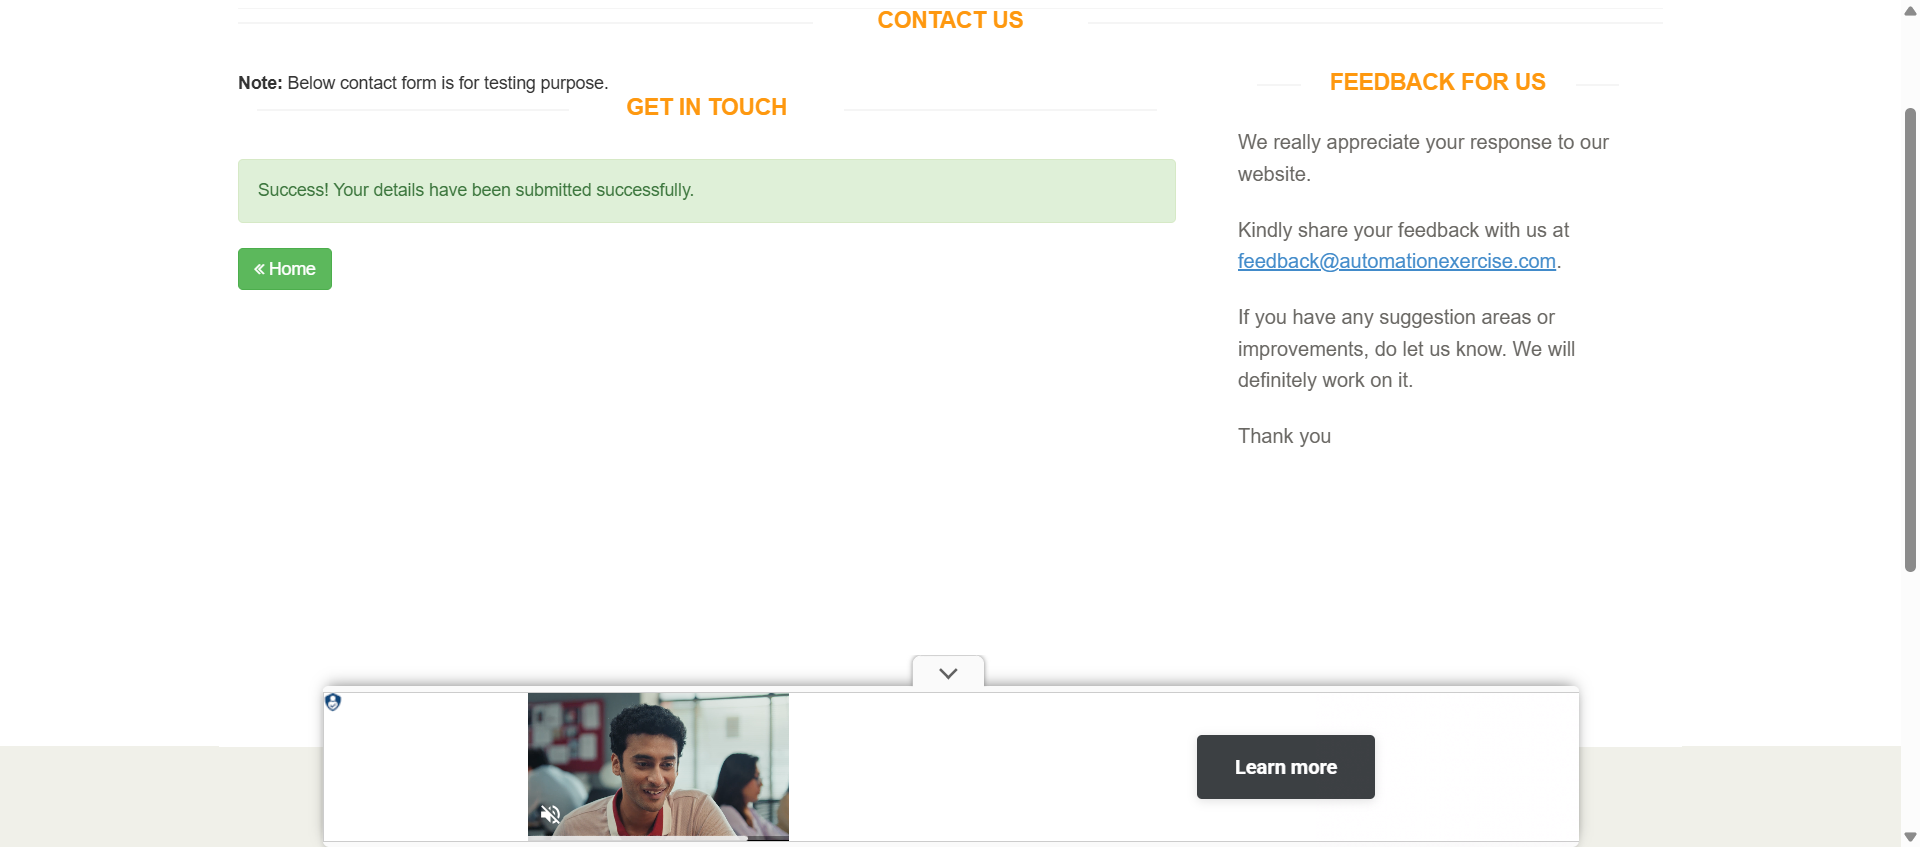 CONTACT US
Note: Below contact form is for testing purpose.
GET IN TOUCH
Success! Your details have been submitted successfully.
« Home
FEEDBACK FOR US
We really appreciate your response to our
website.
Kindly share your feedback with us at
feedback@automationexercise.com.
If you have any suggestion areas or
improvements, do let us know. We will
definitely work on it.
Thank you
Learn more